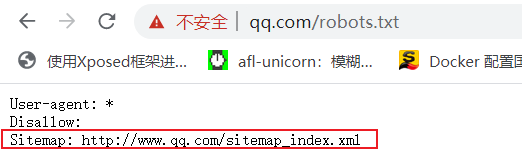 不安全 | qq.com/robots.txt
使用Xposed框架进... afl-unicorn：模糊... Docker 配置国
User-agent: *
Disallow:
Sitemap: http://www.qq.com/sitemap_index.xml